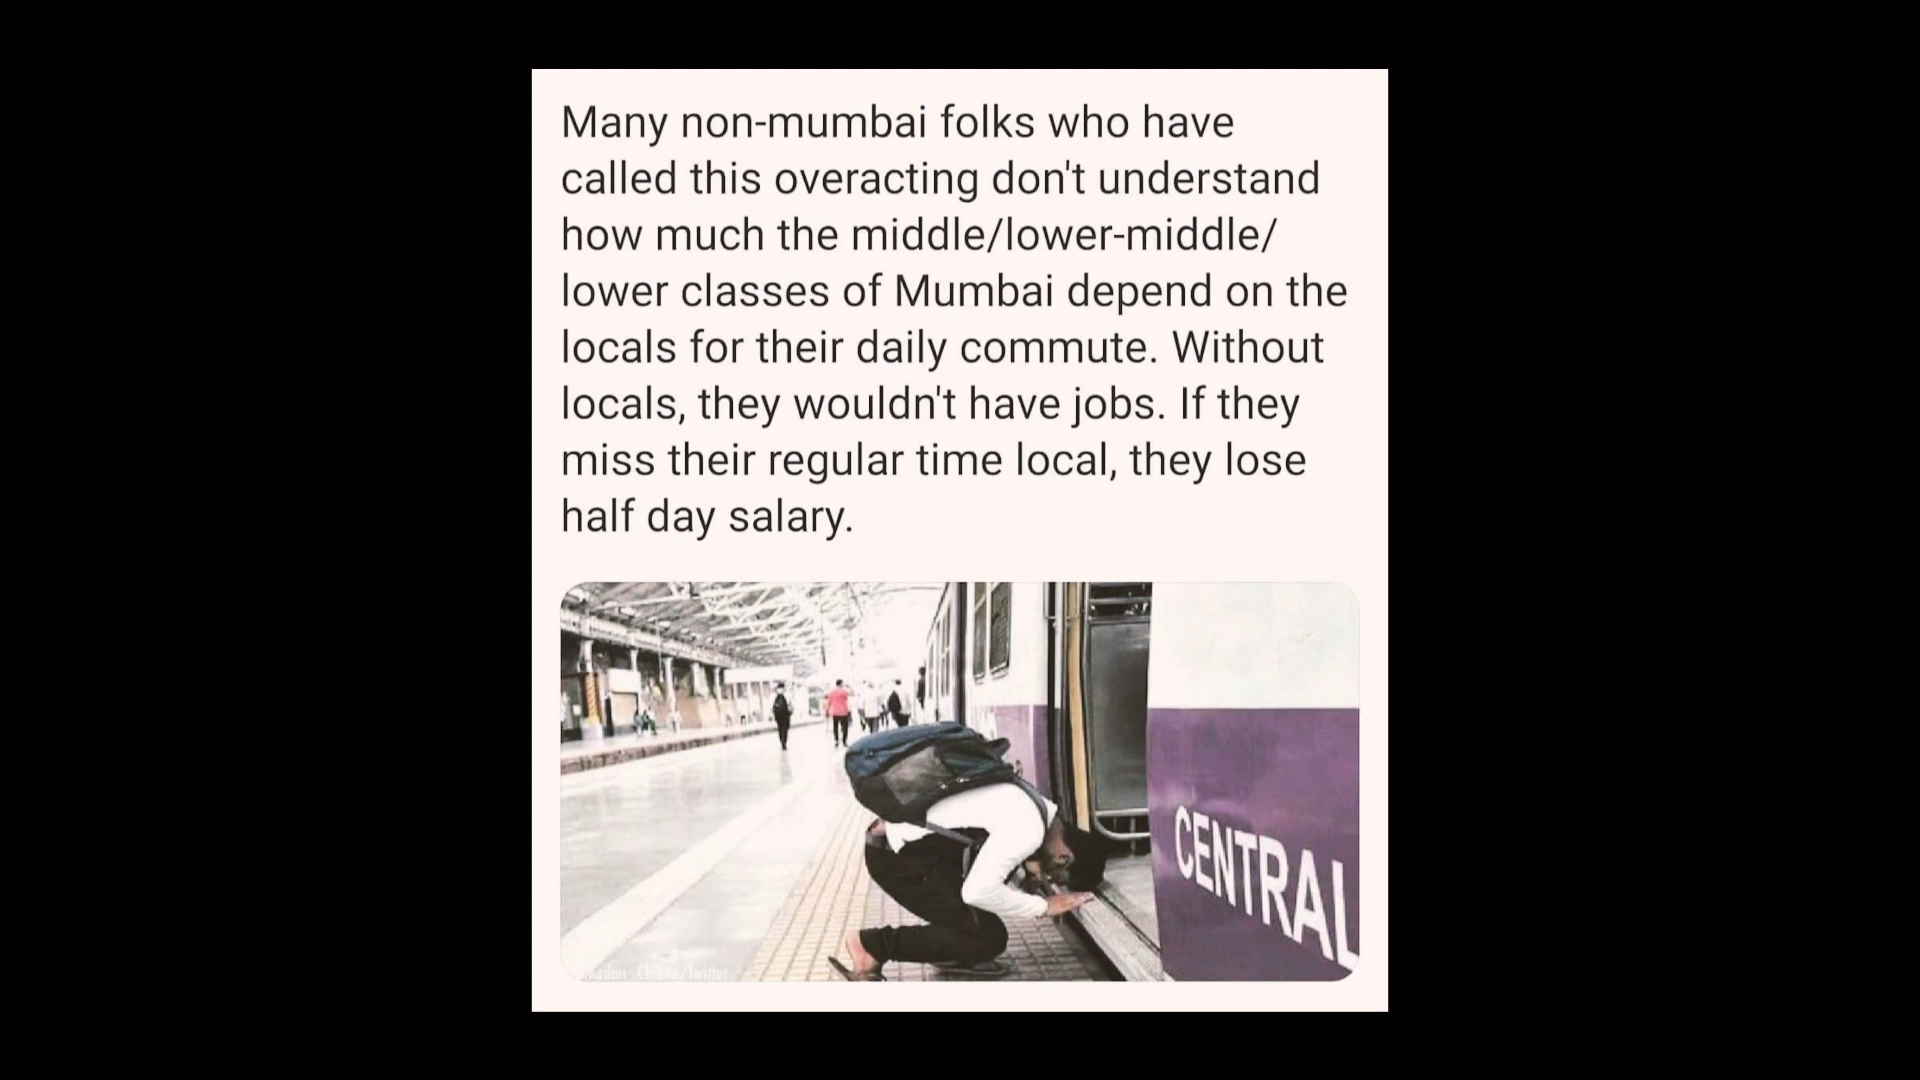 Many non-mumbai folks who have
called this overacting don't understand
how much the middle/lower-middle/
lower classes of Mumbai depend on the
locals for their daily commute. Without
locals, they wouldn't have jobs. If they
miss their regular time local, they lose
half day salary.
CENTRAL